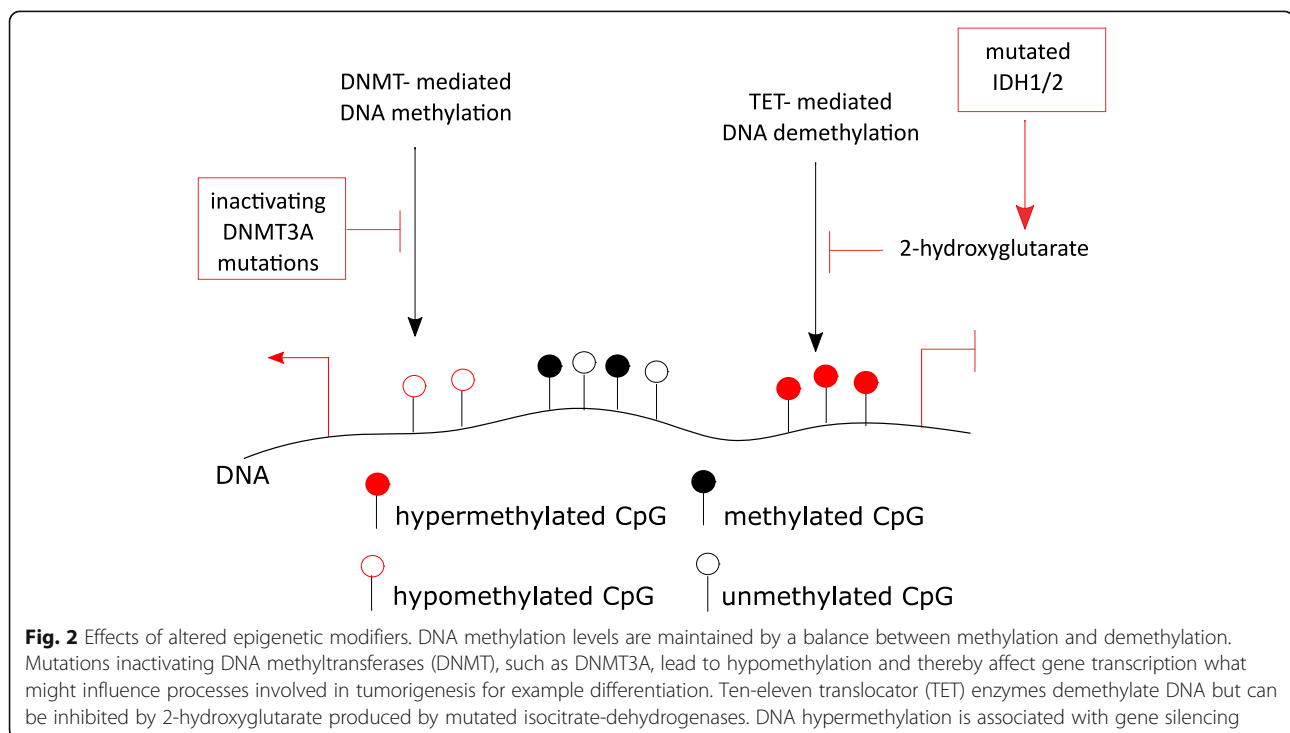 DNMT- mediated
DNA methylation
TET- mediated
DNA demethylation
mutated
IDH1/2
inactivating
DNMT3A
mutations
2-hydroxyglutarate
DNA
hypermethylated CpG
methylated CpG
hypomethylated CpG
unmethylated CpG
Fig. 2 Effects of altered epigenetic modifiers. DNA methylation levels are maintained by a balance between methylation and demethylation.
Mutations inactivating DNA methyltransferases (DNMT), such as DNMT3A, lead to hypomethylation and thereby affect gene transcription what
might influence processes involved in tumorigenesis for example differentiation. Ten-eleven translocator (TET) enzymes demethylate DNA but can
be inhibited by 2-hydroxyglutarate produced by mutated isocitrate-dehydrogenases. DNA hypermethylation is associated with gene silencing